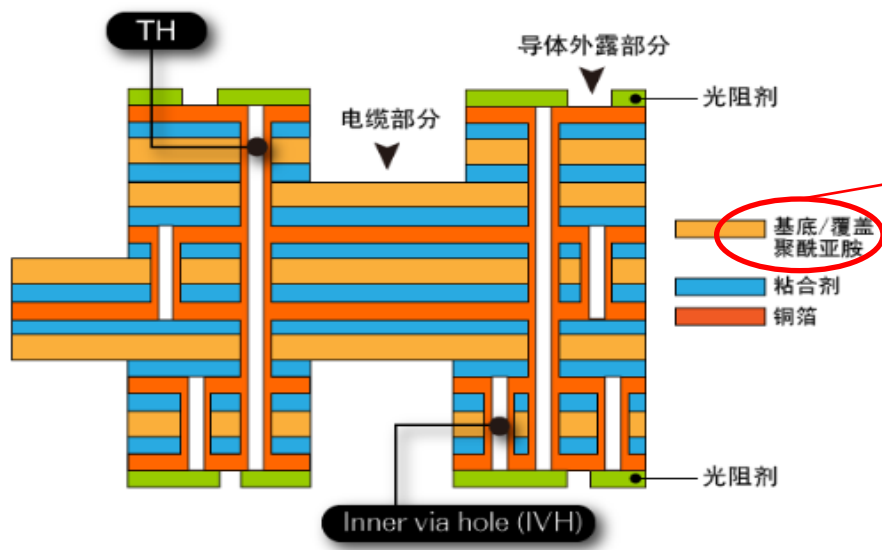 TH
导体外露部分
光阻剂
电缆部分
基底/覆盖
聚酰亚胺
粘合剂
铜箔
光阻剂
Inner via hole (IVH)